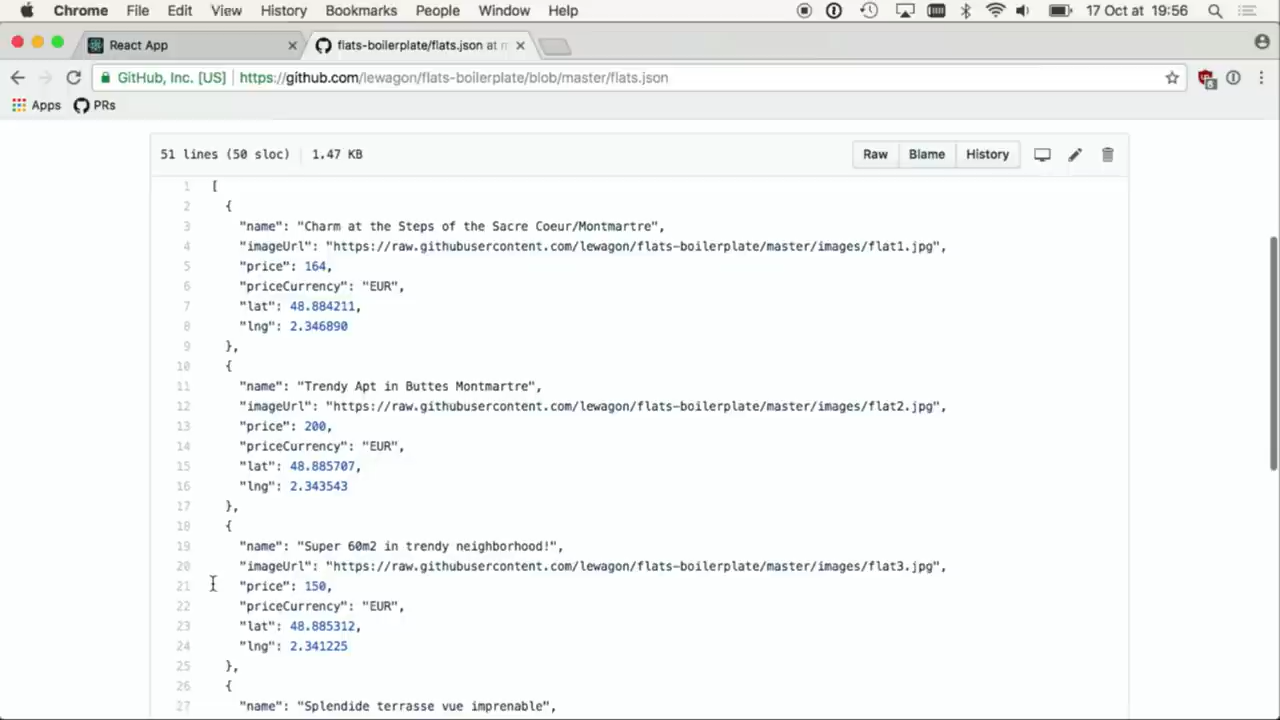 Chrome File Edit View History Bookmarks People Window Help 17 Oct at 19:56
React App flats-boilerplate/flats.json at m
GitHub, Inc. [US] https://github.com/lewagon/flats-boilerplate/blob/master/flats.json 6
Apps PRs
51 lines (50 sloc) 1.47 KB Raw Blame History
1 [
2 {
3 "name": "Charm at the Steps of the Sacre Coeur/Montmartre",
4 "imageUrl": "https://raw.githubusercontent.com/lewagon/flats-boilerplate/master/images/flat1.jpg",
5 "price": 164,
6 "priceCurrency": "EUR",
7 "lat": 48.884211,
8 "lng": 2.346890
9 },
10 {
11 "name": "Trendy Apt in Buttes Montmartre",
12 "imageUrl": "https://raw.githubusercontent.com/lewagon/flats-boilerplate/master/images/flat2.jpg",
13 "price": 200,
14 "priceCurrency": "EUR",
15 "lat": 48.885707,
16 "lng": 2.343543
17 },
18 {
19 "name": "Super 60m2 in trendy neighborhood!",
20 "imageUrl": "https://raw.githubusercontent.com/lewagon/flats-boilerplate/master/images/flat3.jpg",
21 "price": 150,
22 "priceCurrency": "EUR",
23 "lat": 48.885312,
24 "lng": 2.341225
25 },
26 {
27 "name": "Splendide terrasse vue imprenable",